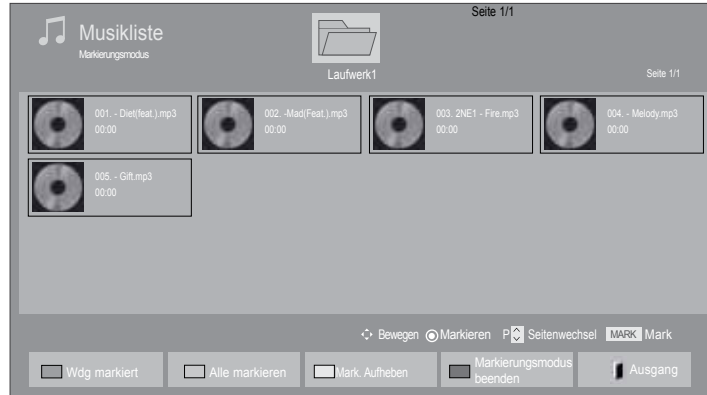 Seite 1/1
Musikliste
Markierungsmodus
Laufwerk1
Seite 1/1
001. - Diet(feat.).mp3
00:00
002. -Mad(Feat.).mp3
00:00
003. 2NE1 - Fire.mp3
00:00
004. - Melody.mp3
00:00
005. - Gift.mp3
00:00
Bewegen Markieren P Seitenwechsel MARK Mark
Wdg markiert
Alle markieren
Mark. Aufheben
Markierungsmodus
beenden
Ausgang